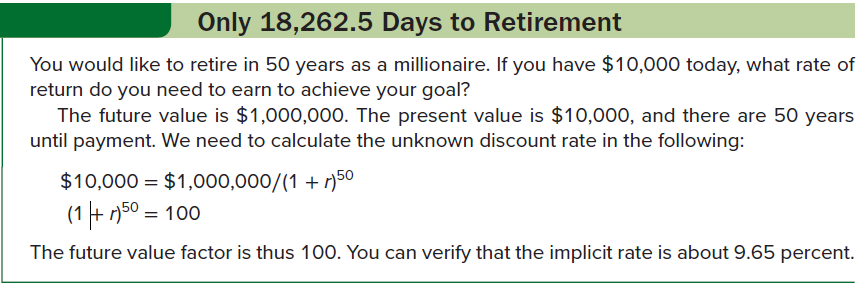 Only 18,262.5 Days to Retirement
You would like to retire in 50 years as a millionaire. If you have $10,000 today, what rate of
return do you need to earn to achieve your goal?
The future value is $1,000,000. The present value is $10,000, and there are 50 years
until payment. We need to calculate the unknown discount rate in the following:
$10,000 = $1,000,000/(1 + r)⁵⁰
(1 + r)⁵⁰ = 100
The future value factor is thus 100. You can verify that the implicit rate is about 9.65 percent.